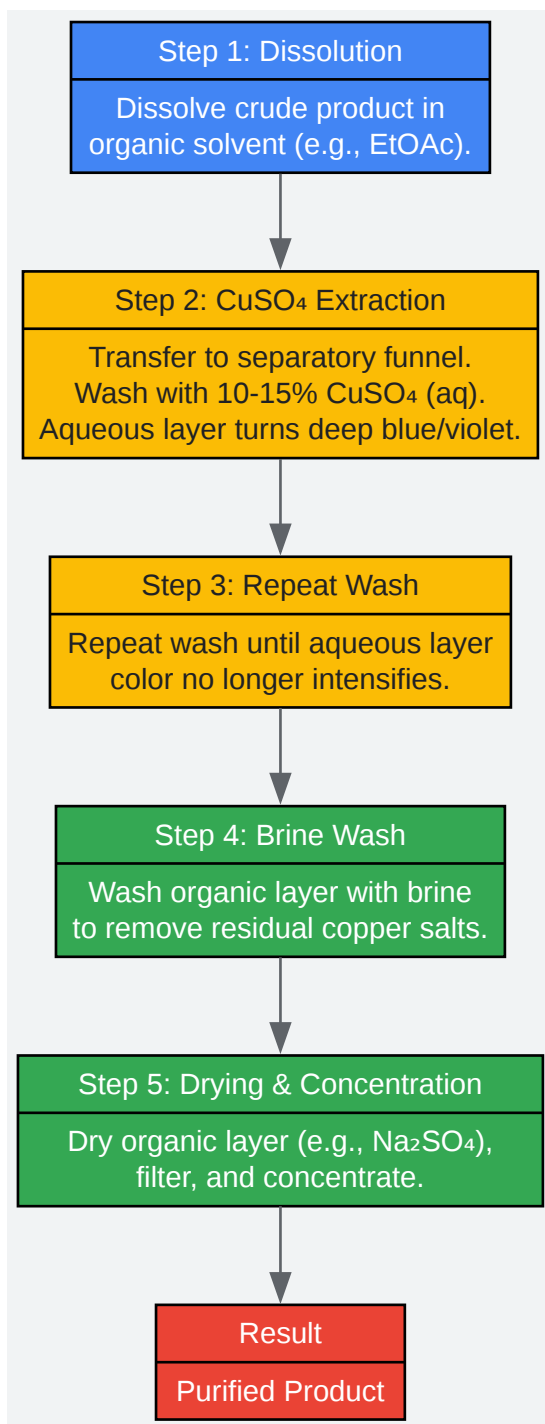 Step 1: Dissolution
Dissolve crude product in
organic solvent (e.g., EtOAc).
Step 2: CuSO₄ Extraction
Transfer to separatory funnel.
Wash with 10-15% CuSO₄ (aq).
Aqueous layer turns deep blue/violet.
Step 3: Repeat Wash
Repeat wash until aqueous layer
color no longer intensifies.
Step 4: Brine Wash
Wash organic layer with brine
to remove residual copper salts.
Step 5: Drying & Concentration
Dry organic layer (e.g., Na₂SO₄),
filter, and concentrate.
Result
Purified Product